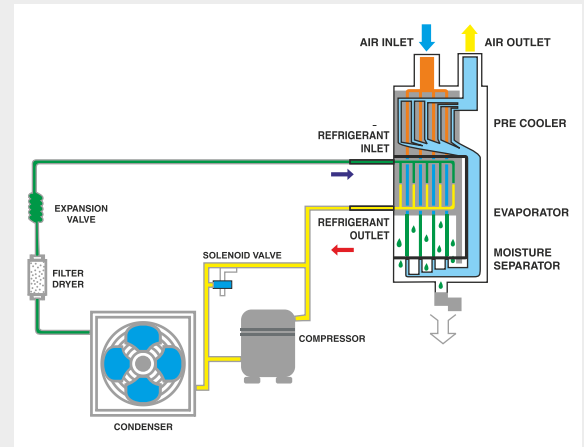 AIR INLET
AIR OUTLET
PRE COOLER
REFRIGERANT
INLET
EXPANSION
VALVE
EVAPORATOR
REFRIGERANT
OUTLET
SOLENOID VALVE
MOISTURE
SEPARATOR
FILTER
DRYER
COMPRESSOR
CONDENSER